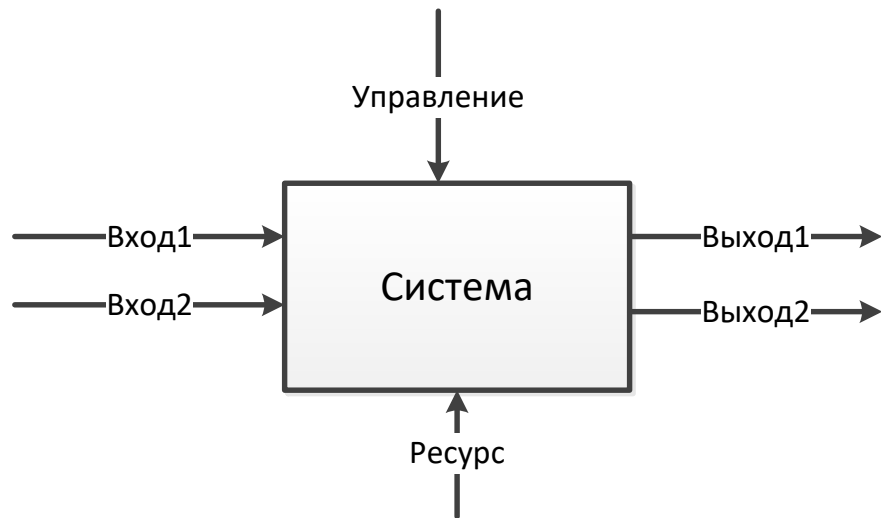 Управление
Вход1
Выход1
Система
Вход2
Выход2
Ресурс